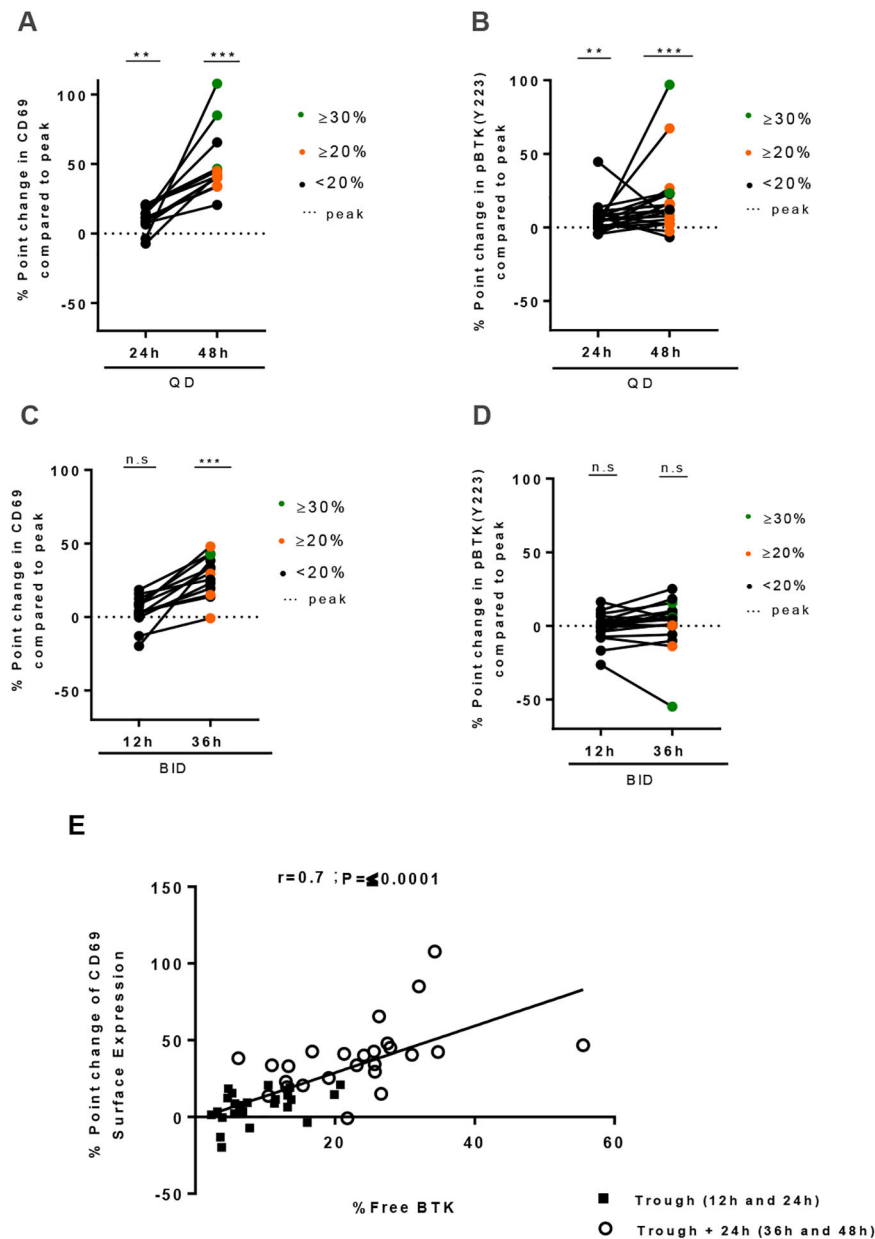 A
** ***
% Point change in CD69
compared to peak
100
50
0
-50
24h 48h
QD
≥30%
≥20%
<20%
peak
B
** ***
% Point change in pBTK(Y223)
compared to peak
100
50
0
-50
24h 48h
QD
≥30%
≥20%
<20%
peak
C
n.s ***
% Point change in CD69
compared to peak
100
50
0
-50
12h 36h
BID
≥30%
≥20%
<20%
peak
D
n.s n.s
% Point change in pBTK(Y223)
compared to peak
100
50
0
-50
12h 36h
BID
≥30%
≥20%
<20%
peak
E
r=0.7 ; P=≤0.0001
% Point change of CD69
Surface Expression
150
100
50
0
-50
20 40 60
%Free BTK
Trough (12h and 24h)
Trough + 24h (36h and 48h)